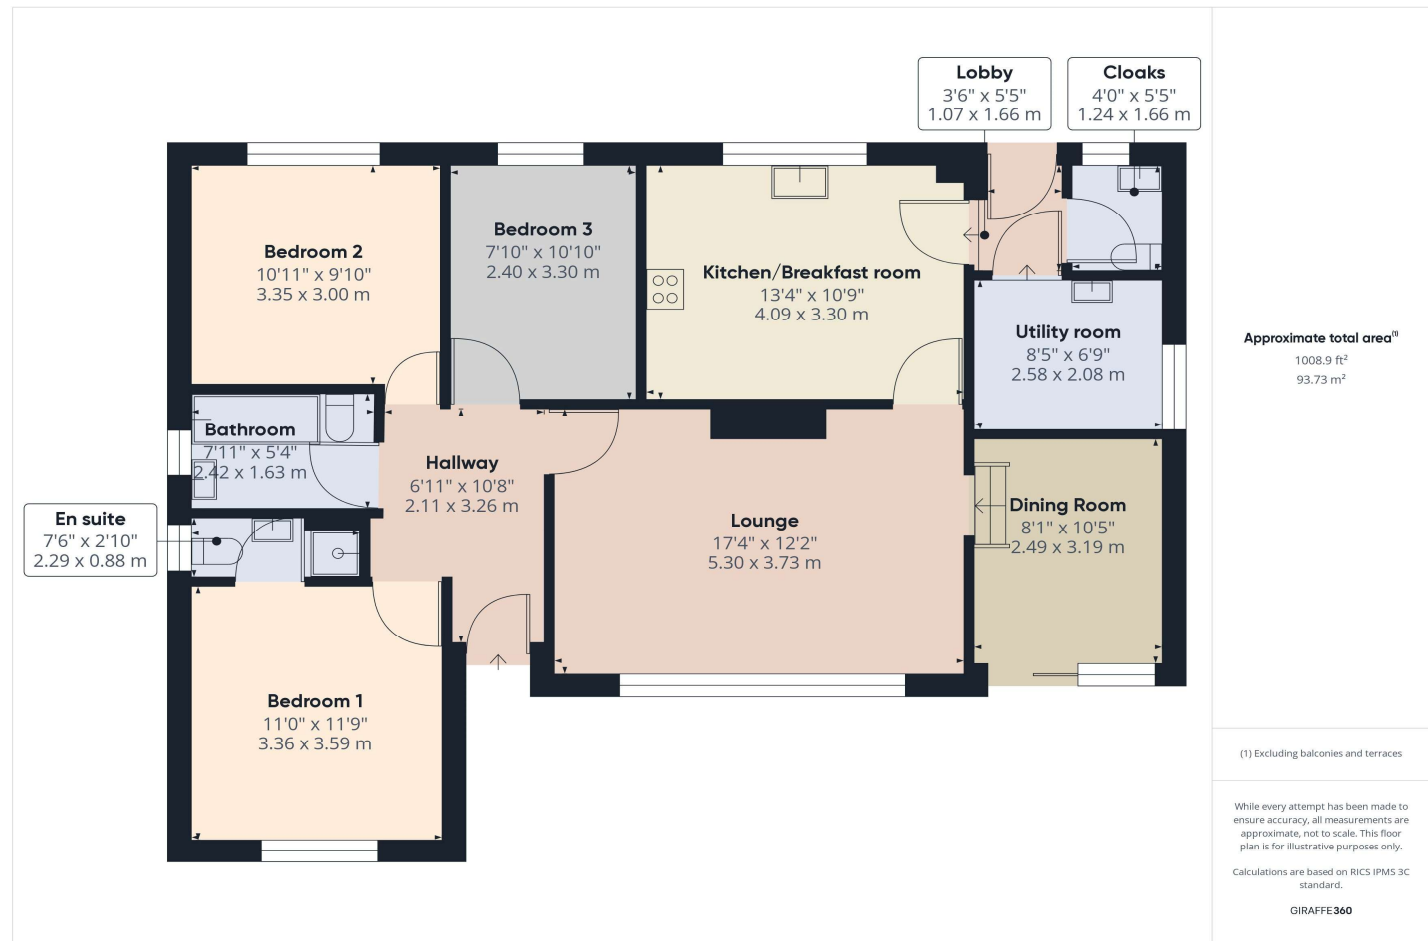 Lobby
3'6" x 5'5"
1.07 x 1.66 m
Cloaks
4'0" x 5'5"
1.24 x 1.66 m
Bedroom 2
10'11" x 9'10"
3.35 x 3.00 m
Bedroom 3
7'10" x 10'10"
2.40 x 3.30 m
Kitchen/Breakfast room
13'4" x 10'9"
4.09 x 3.30 m
Utility room
8'5" x 6'9"
2.58 x 2.08 m
Bathroom
7'11" x 5'4"
2.42 x 1.63 m
Hallway
6'11" x 10'8"
2.11 x 3.26 m
En suite
7'6" x 2'10"
2.29 x 0.88 m
Lounge
17'4" x 12'2"
5.30 x 3.73 m
Dining Room
8'1" x 10'5"
2.49 x 3.19 m
Bedroom 1
11'0" x 11'9"
3.36 x 3.59 m
Approximate total area(1)
1008.9 ft²
93.73 m²
(1) Excluding balconies and terraces
While every attempt has been made to
ensure accuracy, all measurements are
approximate, not to scale. This floor
plan is for illustrative purposes only.
Calculations are based on RICS IPMS 3C
standard.
GIRAFFE360